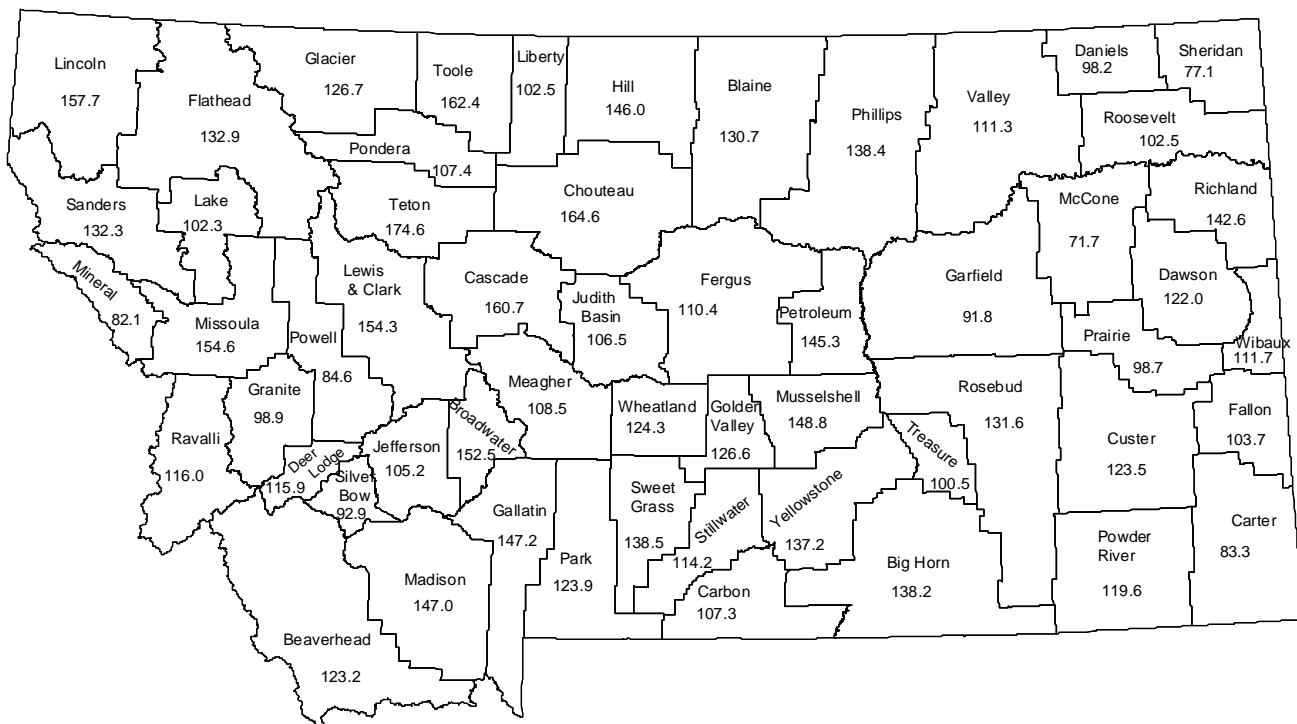 Lincoln
157.7
Flathead
132.9
Glacier
126.7
Toole
162.4
Liberty
102.5
Hill
146.0
Blaine
130.7
Phillips
138.4
Valley
111.3
Daniels
98.2
Sheridan
77.1
Roosevelt
102.5
Pondera
107.4
Teton
174.6
Chouteau
164.6
Sanders
132.3
Lake
102.3
Mineral
82.1
Missoula
154.6
Powell
84.6
Lewis
& Clark
154.3
Cascade
160.7
Judith
Basin
106.5
Fergus
110.4
Petroleum
145.3
Garfield
91.8
McCone
71.7
Richland
142.6
Dawson
122.0
Prairie
98.7
Wibaux
111.7
Granite
98.9
Ravalli
116.0
Deer
Lodge
115.9
Silver
Bow
92.9
Jefferson
105.2
Broadwater
152.5
Meagher
108.5
Wheatland
124.3
Golden
Valley
126.6
Musselshell
148.8
Treasure
100.5
Rosebud
131.6
Custer
123.5
Fallon
103.7
Gallatin
147.2
Park
123.9
Sweet
Grass
138.5
Stillwater
114.2
Yellowstone
137.2
Carbon
107.3
Big Horn
138.2
Powder
River
119.6
Carter
83.3
Madison
147.0
Beaverhead
123.2